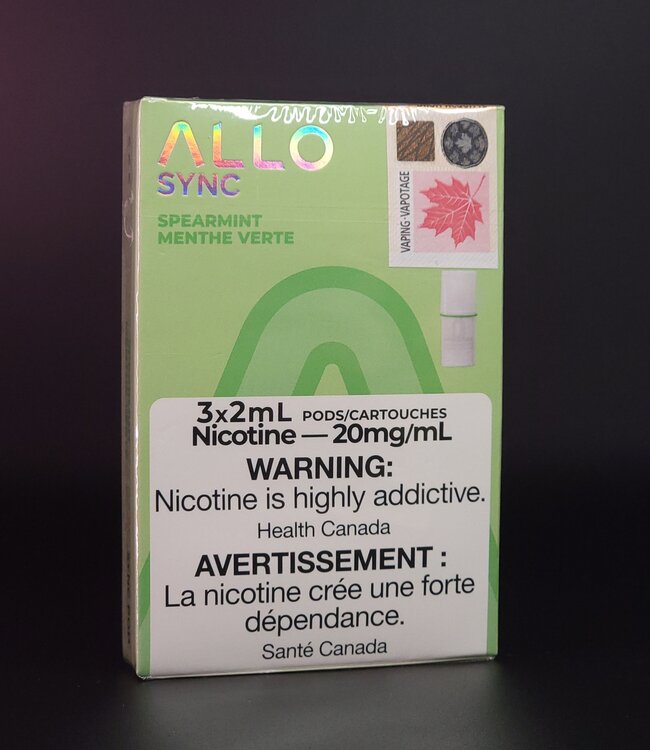 ALLO
SYNC
SPEARMINT
MENTHE VERTE
VAPING·VAPOTAGE
3x2mL PODS/CARTOUCHES
Nicotine — 20mg/mL
WARNING:
Nicotine is highly addictive.
Health Canada
AVERTISSEMENT :
La nicotine crée une forte
dépendance.
Santé Canada